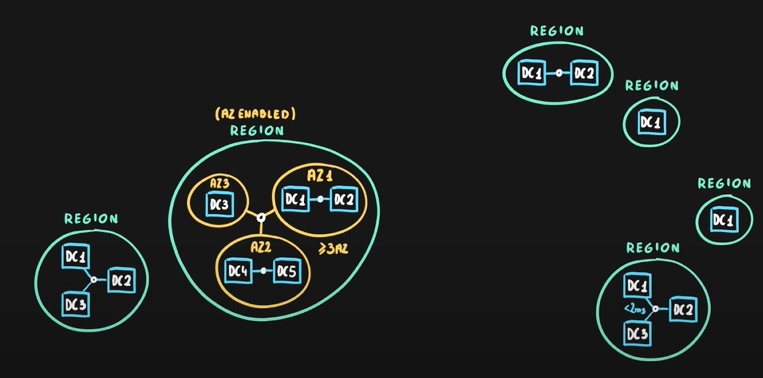 REGION
DC1
DC2
DC3
(AZ ENABLED)
REGION
AZ3
DC3
AZ1
DC1 DC2
AZ2
DC4 DC5
≥3AZ
REGION
DC1 DC2
REGION
DC1
REGION
DC1
REGION
DC1
<2ms
DC2
DC3